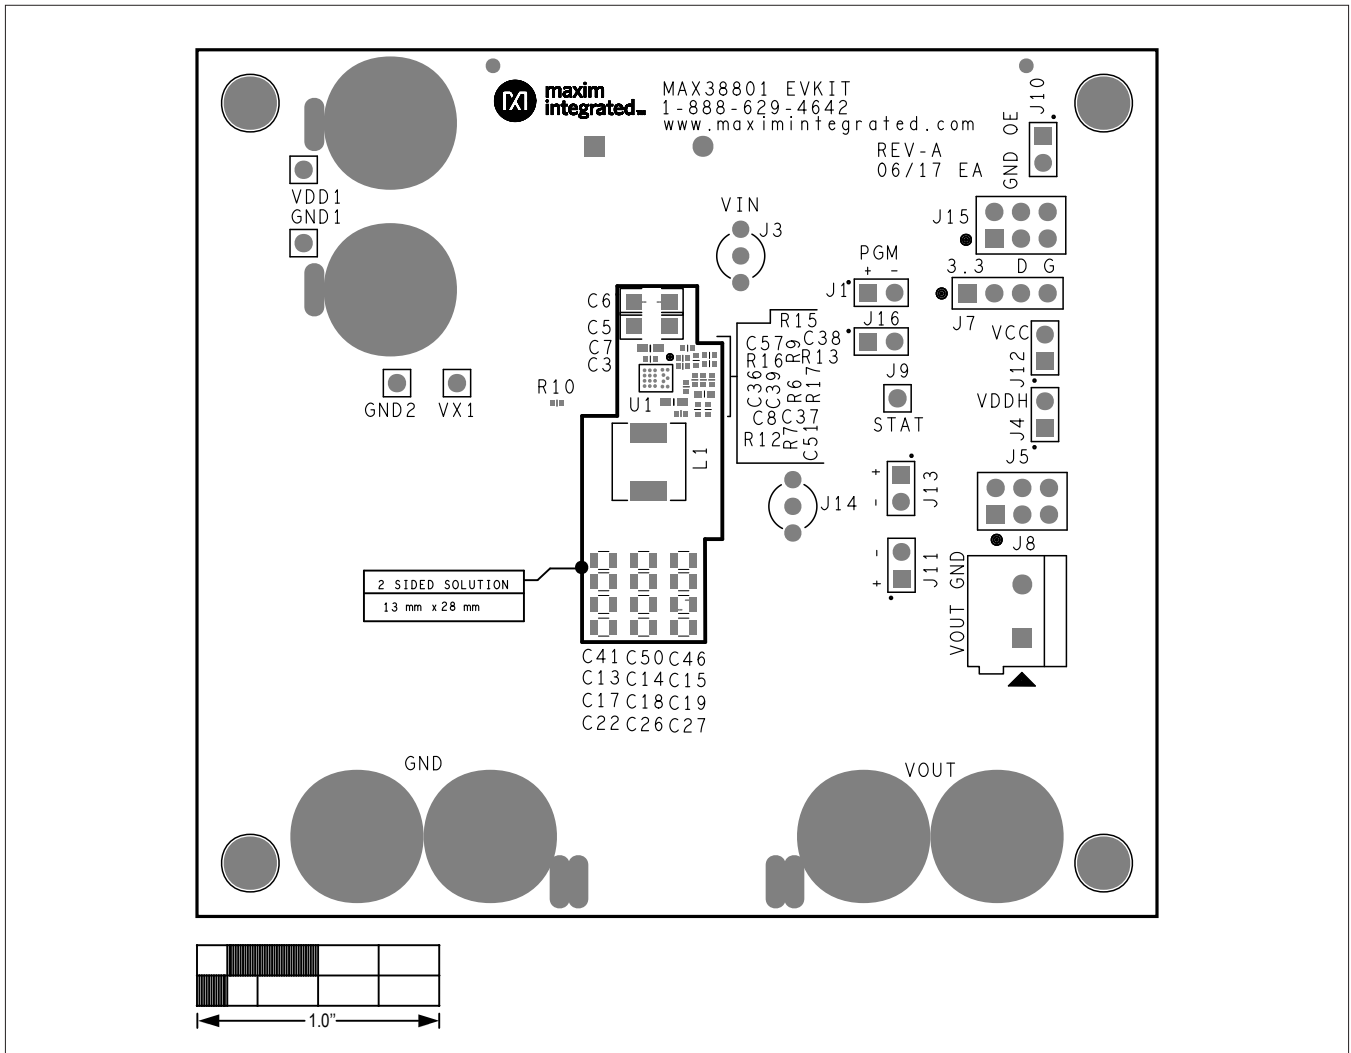 maxim
integrated™
MAX38801 EVKIT
1-888-629-4642
www.maximintegrated.com
REV-A
06/17 EA
J10
GND OE
VDD1
GND1
VIN
J3
J15
PGM
+ -
3.3 D G
J1
J7
J16
VCC
J12
C6
C5
C7
C3
R15
C57 R9 C38
R16 R13
C36 C39 R6 R17
C8 C37
R12 R7 C51
R10
U1
J9
STAT
VDDH
J4
GND2 VX1
L1
J5
+
-
J13
J14
J8
-
+
J11
VOUT GND
2 SIDED SOLUTION
13 mm x 28 mm
C41 C50 C46
C13 C14 C15
C17 C18 C19
C22 C26 C27
GND
VOUT
1.0”